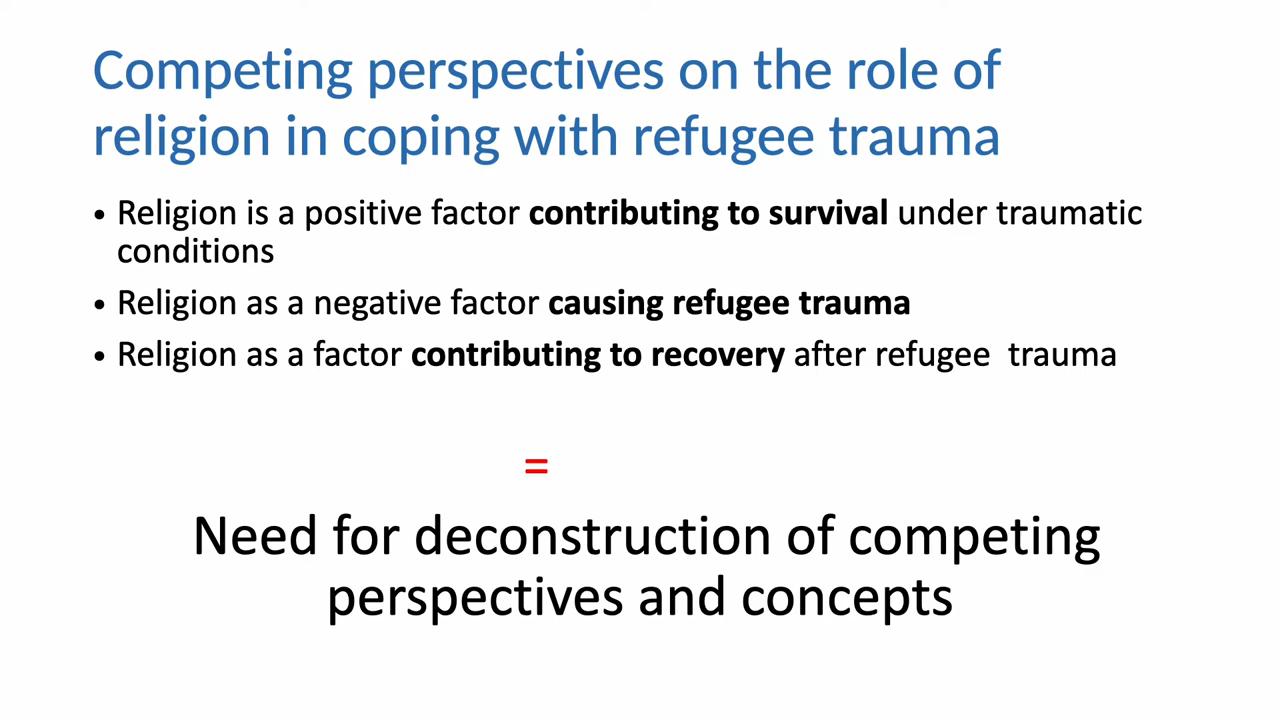 Competing perspectives on the role of
religion in coping with refugee trauma
• Religion is a positive factor contributing to survival under traumatic
conditions
• Religion as a negative factor causing refugee trauma
• Religion as a factor contributing to recovery after refugee  trauma
=
Need for deconstruction of competing
perspectives and concepts